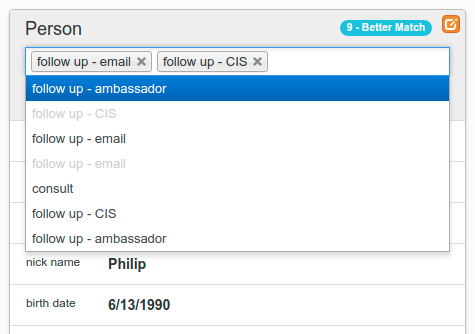 Person
9 - Better Match
follow up - email × follow up - CIS ×
follow up - ambassador
follow up - CIS
follow up - email
follow up - email
consult
follow up - CIS
follow up - ambassador
nick name Philip
birth date 6/13/1990